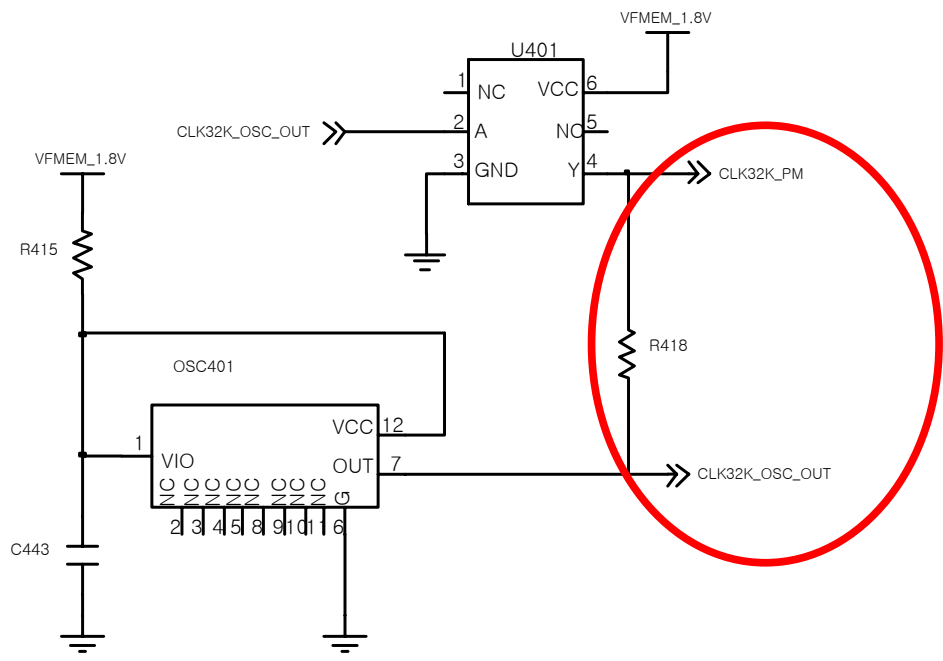 VFMEM_1.8V
U401
1
NC
VCC
6
CLK32K_OSC_OUT
2
A
NC
5
VFMEM_1.8V
3
GND
Y
4
CLK32K_PM
R415
R418
OSC401
VCC
12
1
VIO
OUT
7
CLK32K_OSC_OUT
NC
NC
NC
NC
NC
NC
NC
NC
G
2
3
4
5
8
9
10
11
6
C443